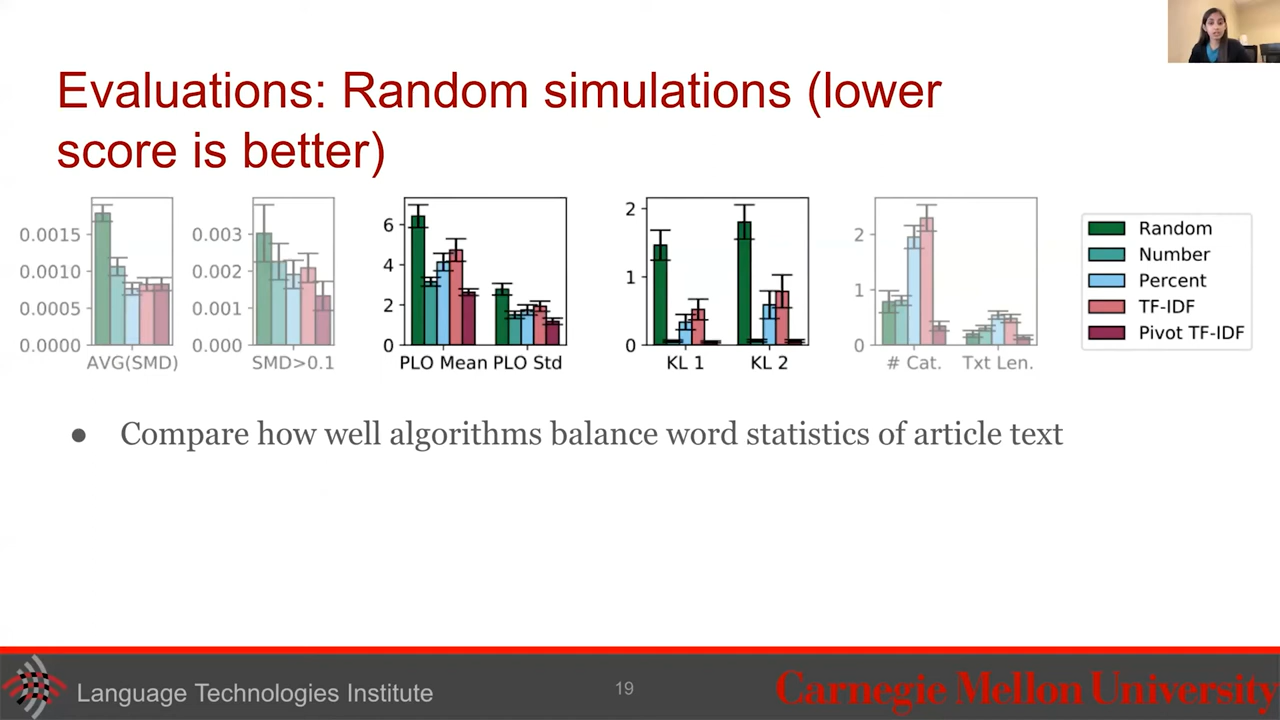 Evaluations: Random simulations (lower
score is better)
0.0015
0.0010
0.0005
0.0000
AVG(SMD)
0.003
0.002
0.001
0.000
SMD>0.1
6
4
2
0
PLO Mean PLO Std
2
1
0
KL 1 KL 2
2
1
0
# Cat. Txt Len.
Random
Number
Percent
TF-IDF
Pivot TF-IDF
● Compare how well algorithms balance word statistics of article text
Language Technologies Institute
19
Carnegie Mellon University